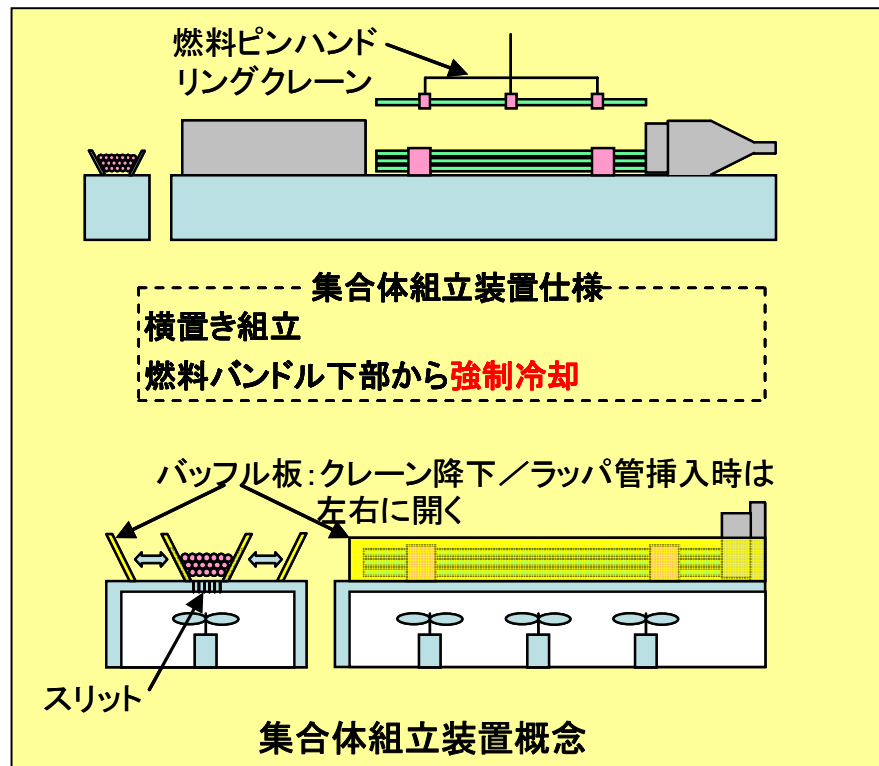 燃料ピンハンド
リングクレーン
集合体組立装置仕様
横置き組立
燃料バンドル下部から強制冷却
バッフル板：クレーン降下／ラッパ管挿入時は
左右に開く
スリット
集合体組立装置概念